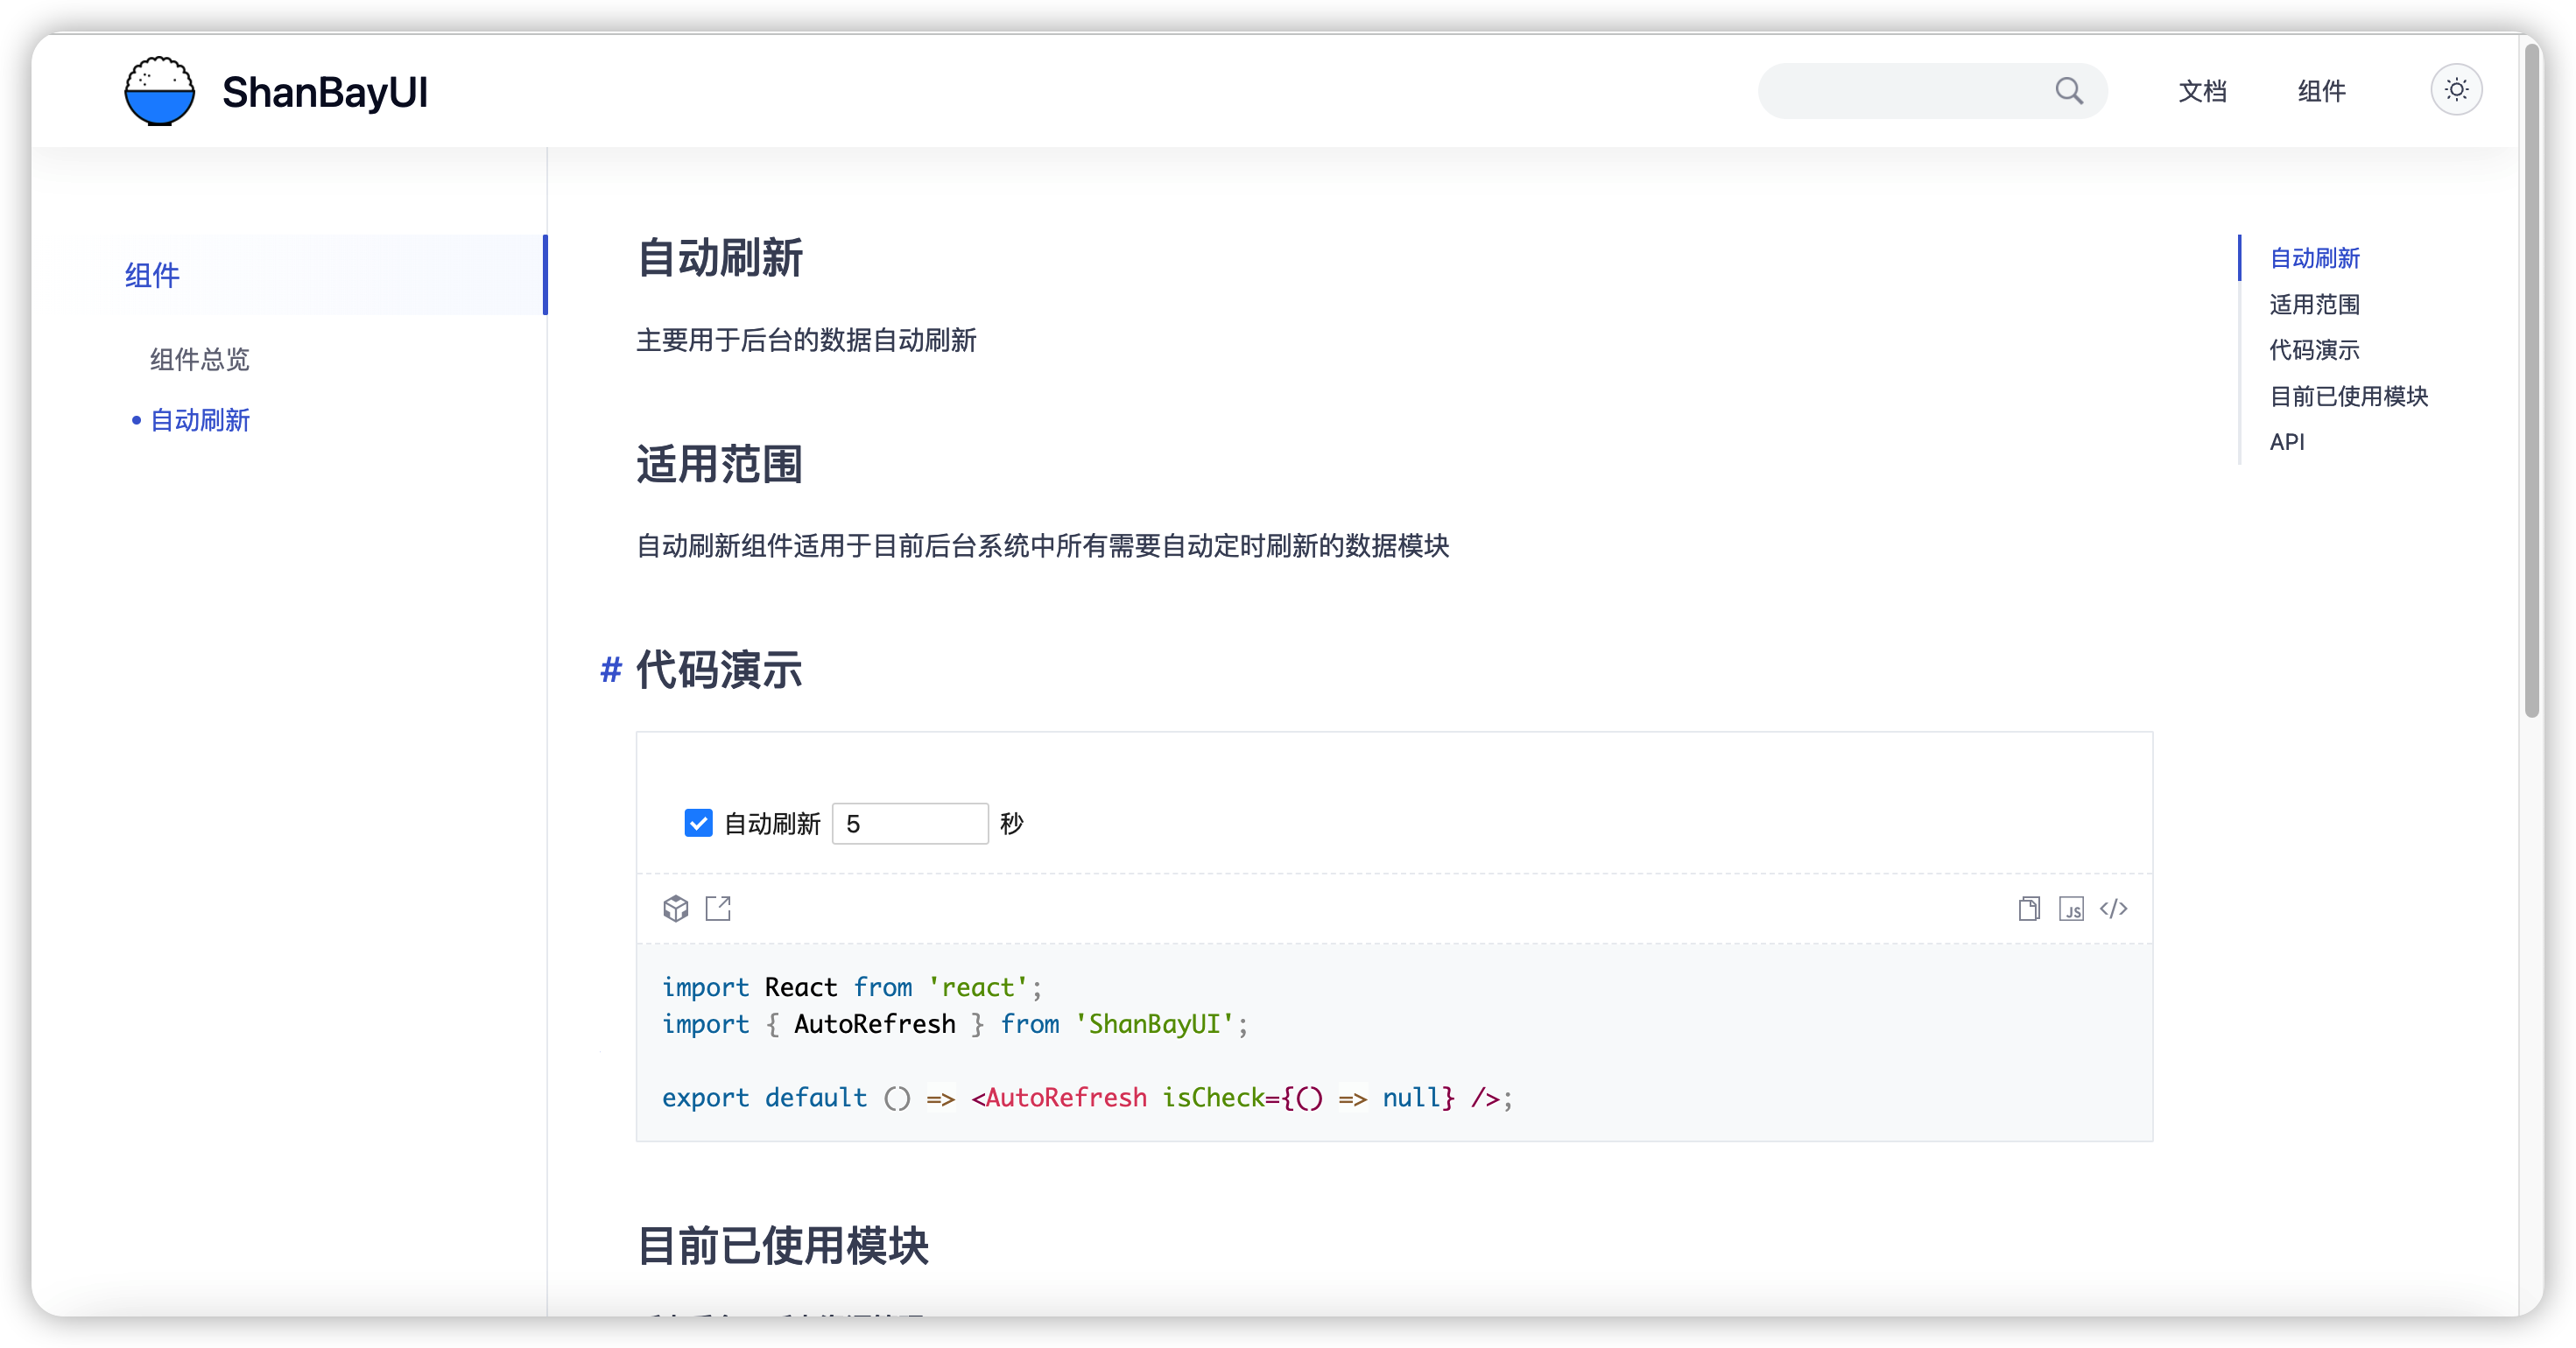 ShanBayUI
文档
组件
组件
组件总览
自动刷新
自动刷新
主要用于后台的数据自动刷新
适用范围
自动刷新组件适用于目前后台系统中所有需要自动定时刷新的数据模块
# 代码演示
自动刷新 5 秒
JS </>
import React from 'react';
import { AutoRefresh } from 'ShanBayUI';
export default () => <AutoRefresh isCheck={() => null} />;
目前已使用模块
自动刷新
适用范围
代码演示
目前已使用模块
API